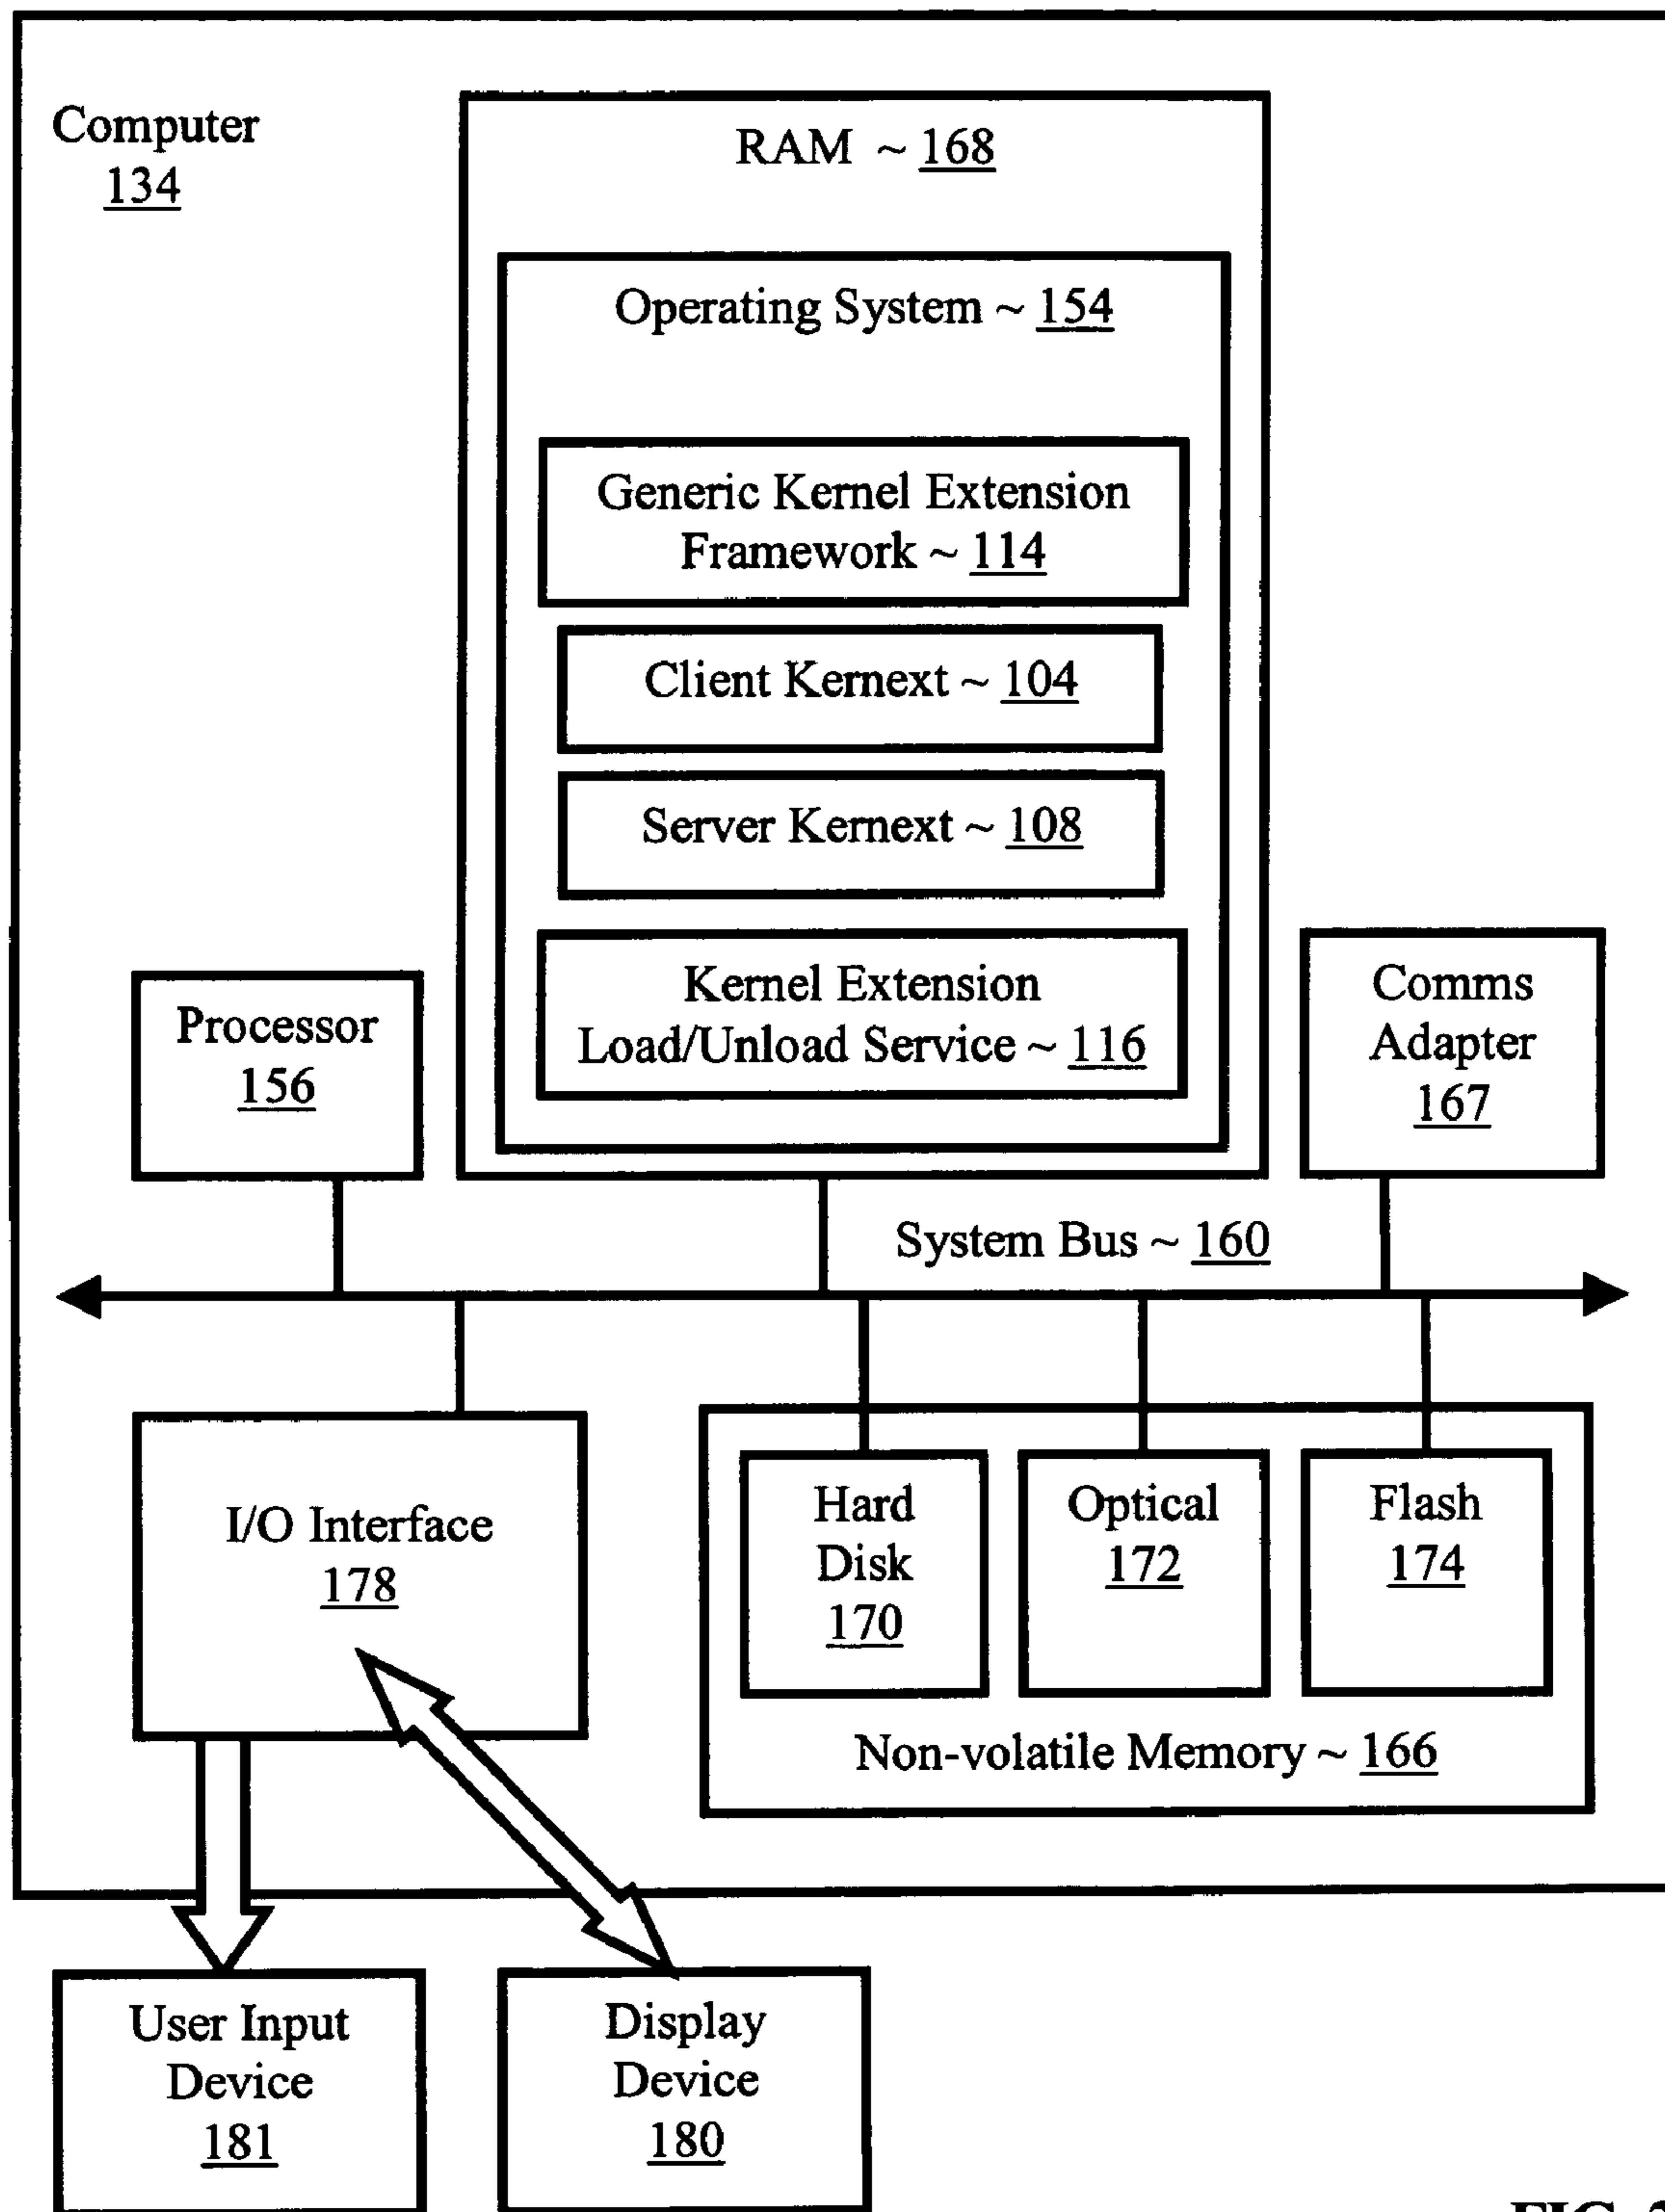 Computer
134
RAM ~ 168
Operating System ~ 154
Generic Kernel Extension
Framework ~ 114
Client Kernext ~ 104
Server Kernext ~ 108
Kernel Extension
Load/Unload Service ~ 116
Processor
156
Comms
Adapter
167
System Bus ~ 160
I/O Interface
178
Hard
Disk
170
Optical
172
Flash
174
Non-volatile Memory ~ 166
User Input
Device
181
Display
Device
180